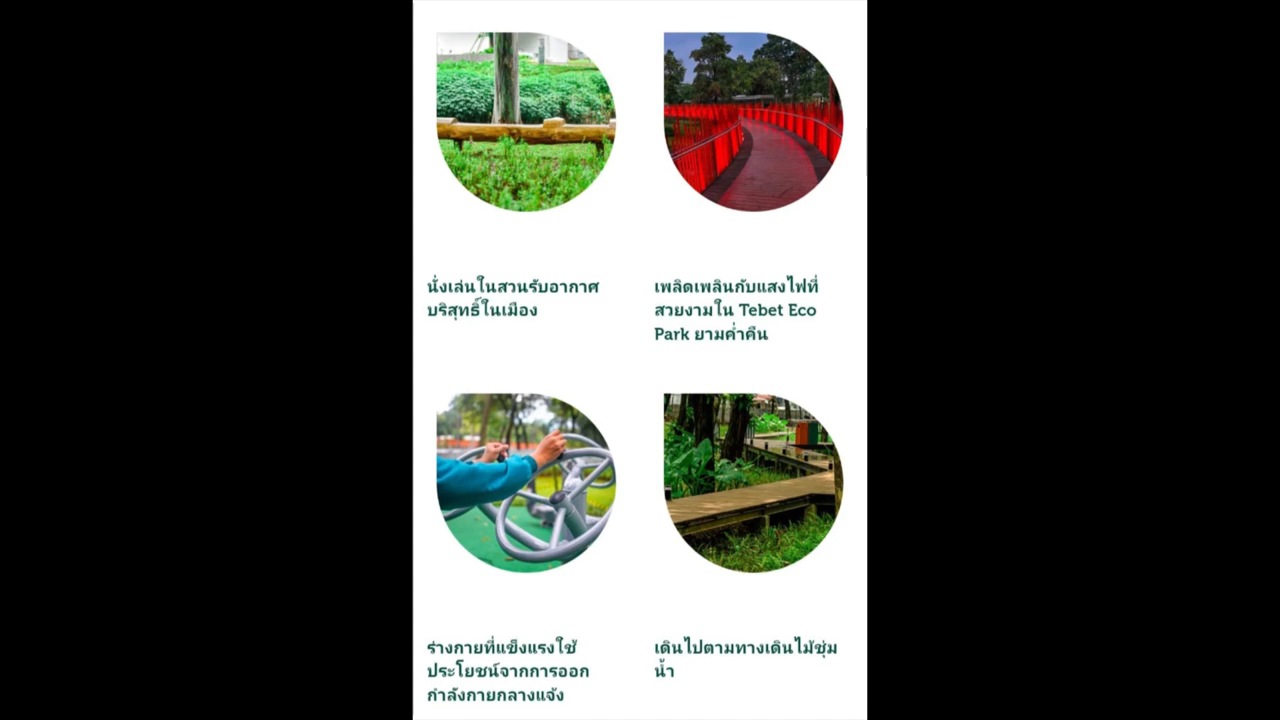 นั่งเล่นในสวนรับอากาศ
บริสุทธิ์ในเมือง
เพลิดเพลินกับแสงไฟที่
สวยงามใน Tebet Eco
Park ยามค่ำคืน
ร่างกายที่แข็งแรงใช้
ประโยชน์จากการออก
กำลังกายกลางแจ้ง
เดินไปตามทางเดินไม้ชุ่ม
น้ำ